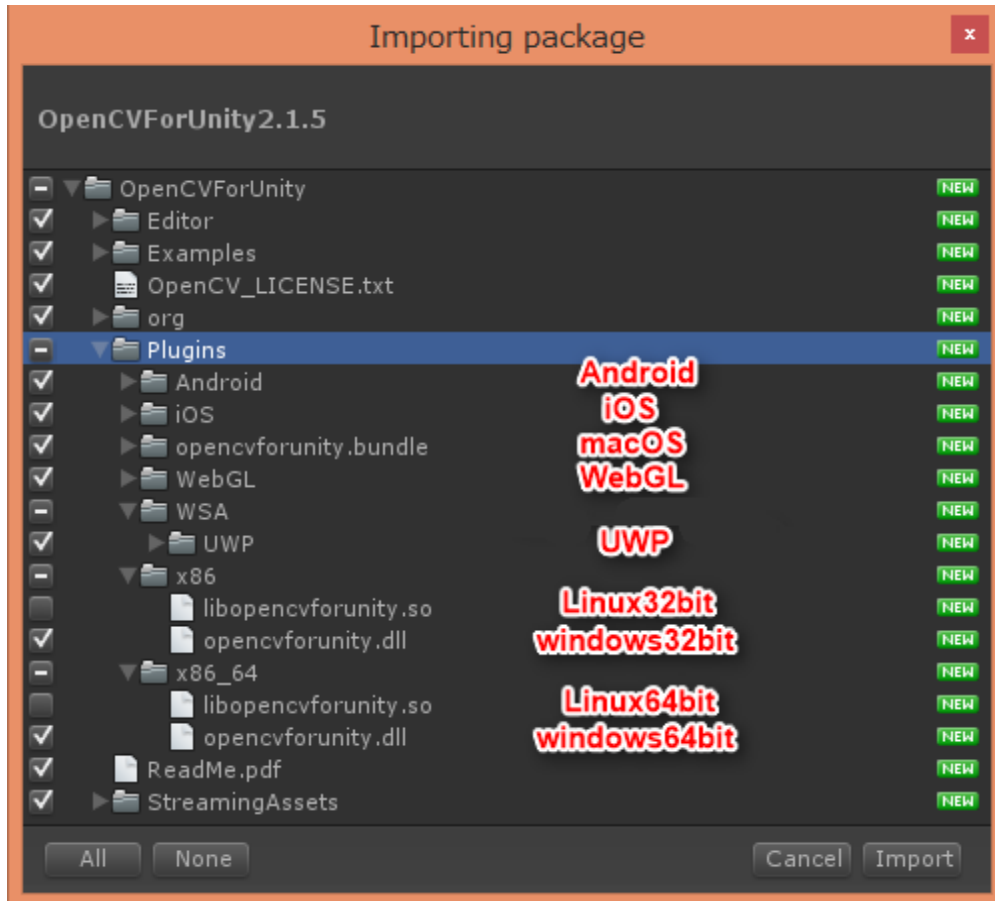 Importing package
x
OpenCVForUnity2.1.5
OpenCVForUnity NEW
Editor NEW
Examples NEW
OpenCV_LICENSE.txt NEW
org NEW
Plugins NEW
Android Android NEW
iOS iOS NEW
opencvforunity.bundle macOS NEW
WebGL WebGL NEW
WSA NEW
UWP UWP NEW
x86 NEW
libopencvforunity.so Linux32bit NEW
opencvforunity.dll windows32bit NEW
x86_64 NEW
libopencvforunity.so Linux64bit NEW
opencvforunity.dll windows64bit NEW
ReadMe.pdf NEW
StreamingAssets NEW
All None Cancel Import